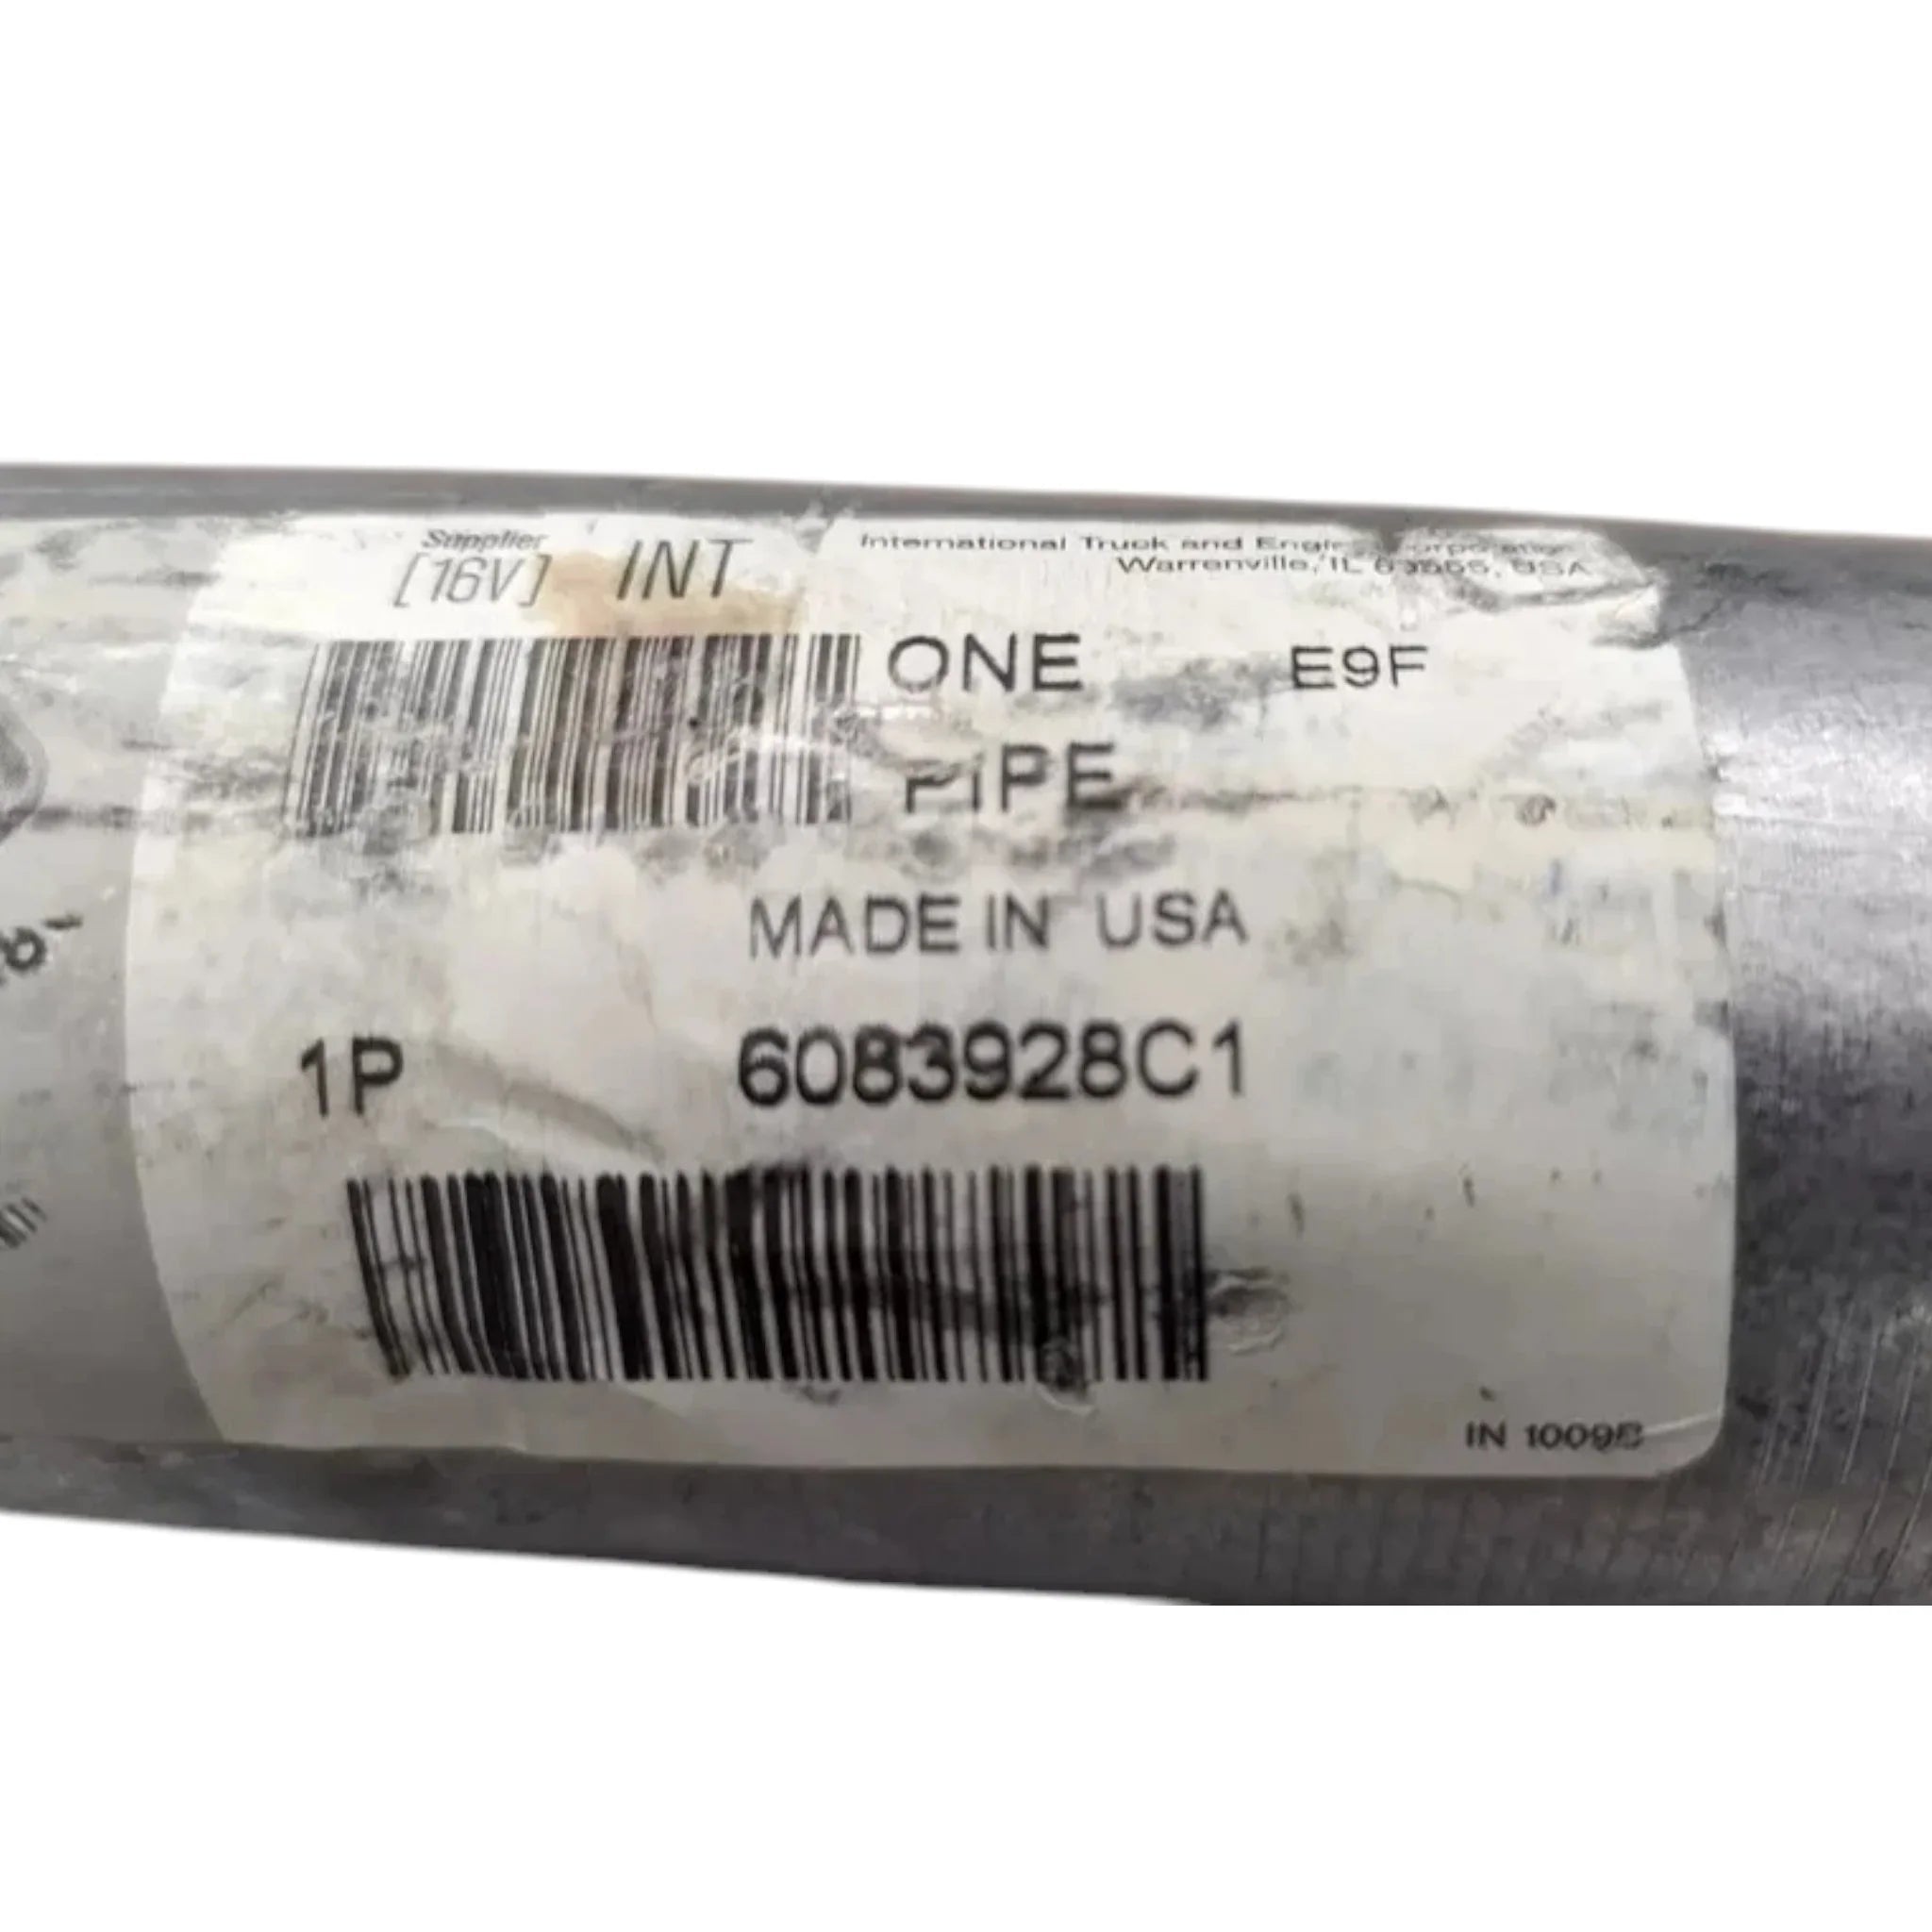 Supplier
[16V] INT
International Truck and Engine Corporation
Warrenville, IL USA
ONE E9F
PIPE
MADE IN USA
1P 6083928C1
IN 1009B